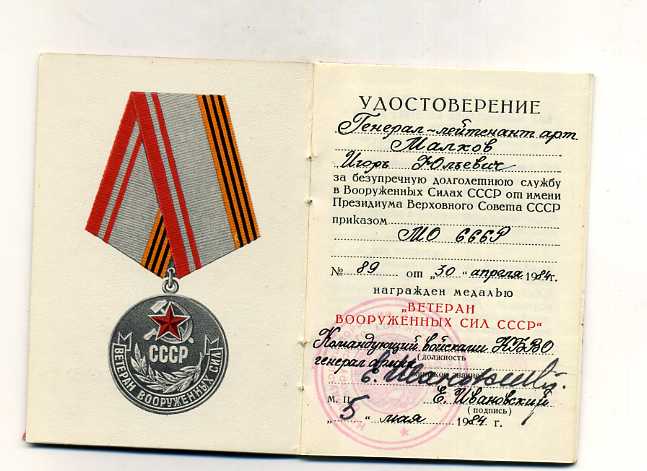 СССР
ВЕТЕРАН ВООРУЖЕННЫХ СИЛ
УДОСТОВЕРЕНИЕ
Генерал-лейтенант арт
Малков
Игорь Юльевич
за безупречную долголетнюю службу
в Вооруженных Силах СССР от имени
Президиума Верховного Совета СССР
приказом
МО
№ 89 от "30" апреля 1984г.
награжден медалью
„ВЕТЕРАН
ВООРУЖЕННЫХ СИЛ СССР"
Командующий войсками КБВО
(должность
генерал армии
Е. Ивановский
М. П.
(подпись)
"5" мая 1984 г.